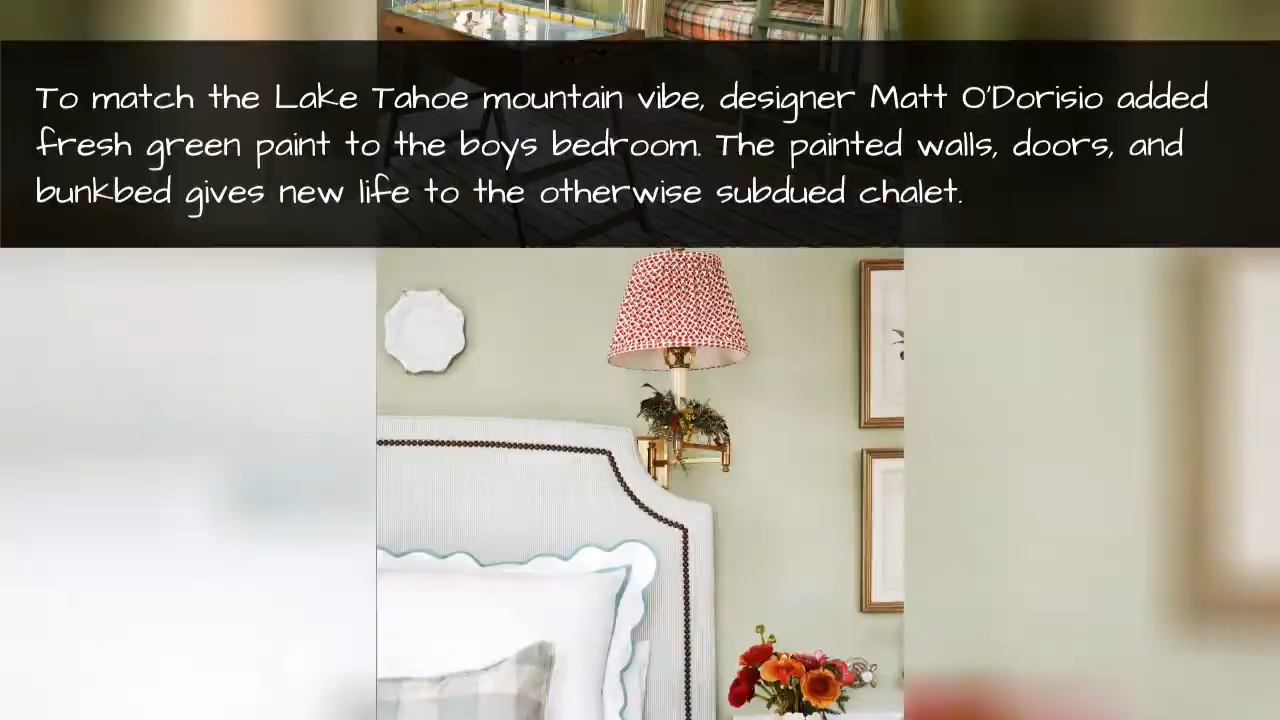 To match the Lake Tahoe mountain vibe, designer Matt O'Dorisio added
fresh green paint to the boys bedroom. The painted walls, doors, and
bunkbed gives new life to the otherwise subdued chalet.